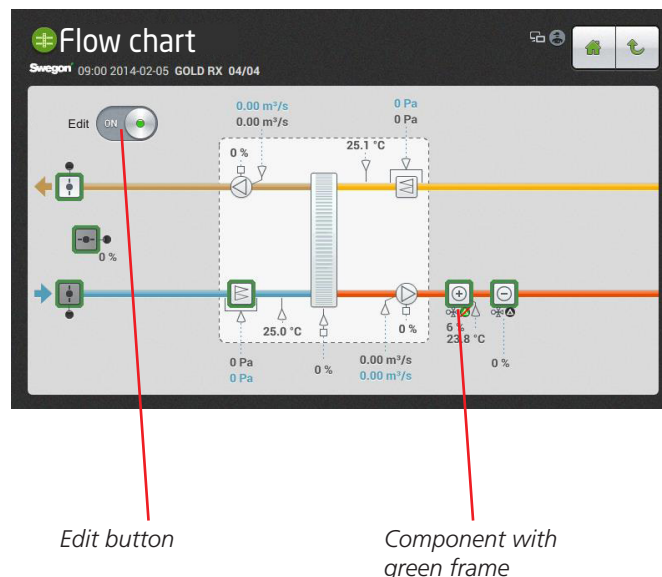 Flow chart
Swegon 09:00 2014-02-05 GOLD RX 04/04
Edit ON
0.00 m³/s
0.00 m³/s
0 Pa
0 Pa
0 %
25.1 °C
0 %
25.0 °C
0 %
6 %
23.8 °C
0 Pa
0 Pa
0 %
0.00 m³/s
0.00 m³/s
0 %
Edit button
Component with
green frame